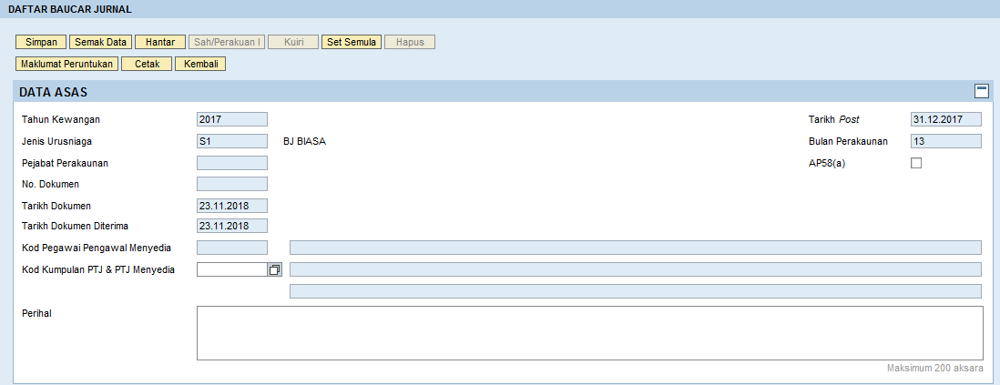 DAFTAR BAUCAR JURNAL
Simpan Semak Data Hantar Sah/Perakuan I Kuiri Set Semula Hapus
Maklumat Peruntukan Cetak Kembali
DATA ASAS
Tahun Kewangan 2017 Tarikh Post 31.12.2017
Jenis Urusniaga S1 BJ BIASA Bulan Perakaunan 13
Pejabat Perakaunan AP58(a)
No. Dokumen
Tarikh Dokumen 23.11.2018
Tarikh Dokumen Diterima 23.11.2018
Kod Pegawai Pengawal Menyedia
Kod Kumpulan PTJ & PTJ Menyedia
Perihal
Maksimum 200 aksara